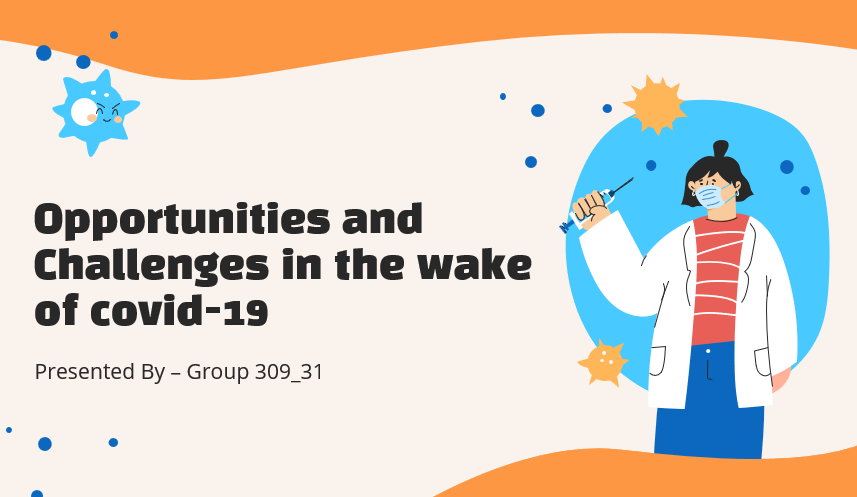 Opportunities and
Challenges in the wake
of covid-19
Presented By – Group 309_31